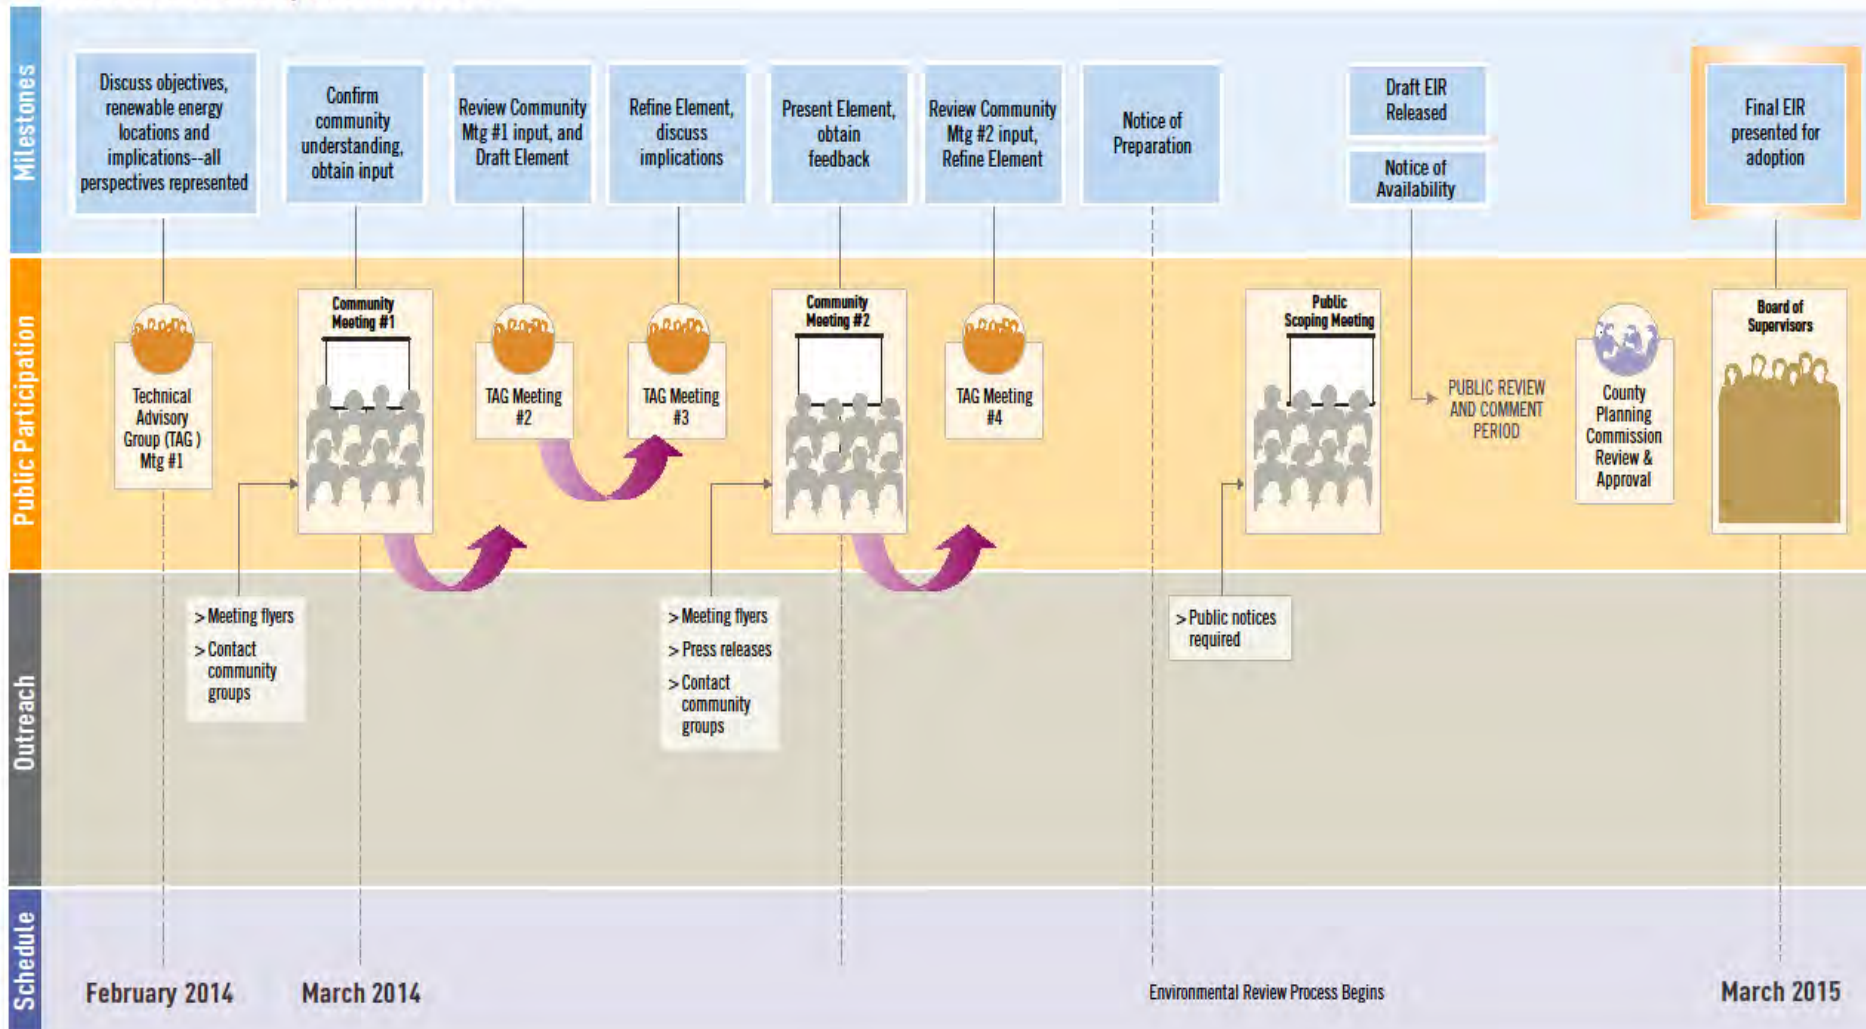 Milestones
Discuss objectives,
renewable energy
locations and
implications--all
perspectives represented
Confirm
community
understanding,
obtain input
Review Community
Mtg #1 input, and
Draft Element
Refine Element,
discuss
implications
Present Element,
obtain
feedback
Review Community
Mtg #2 input,
Refine Element
Notice of
Preparation
Draft EIR
Released
Notice of
Availability
Final EIR
presented for
adoption
Public Participation
Technical
Advisory
Group (TAG )
Mtg #1
Community
Meeting #1
TAG Meeting
#2
TAG Meeting
#3
Community
Meeting #2
TAG Meeting
#4
Public
Scoping Meeting
PUBLIC REVIEW
AND COMMENT
PERIOD
County
Planning
Commission
Review &
Approval
Board of
Supervisors
Outreach
> Meeting flyers
> Contact
community
groups
> Meeting flyers
> Press releases
> Contact
community
groups
> Public notices
required
Schedule
February 2014
March 2014
Environmental Review Process Begins
March 2015